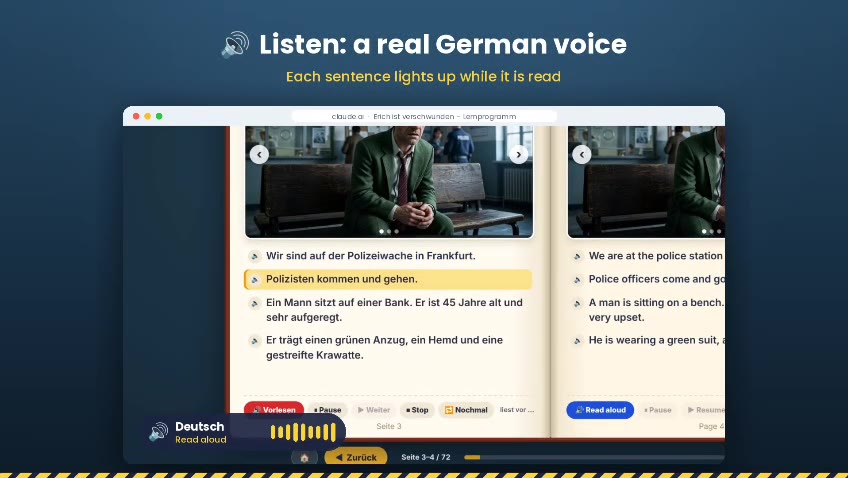 🔊 Listen: a real German voice
Each sentence lights up while it is read
claude.ai · Erich ist verschwunden – Lernprogramm
Wir sind auf der Polizeiwache in Frankfurt.
Polizisten kommen und gehen.
Ein Mann sitzt auf einer Bank. Er ist 45 Jahre alt und
sehr aufgeregt.
Er trägt einen grünen Anzug, ein Hemd und eine
gestreifte Krawatte.
Vorlesen Pause Weiter Stop Nochmal liest vor ...
Seite 3
We are at the police station
Police officers come and go
A man is sitting on a bench.
very upset.
He is wearing a green suit, a
Read aloud Pause Resume
Page 4
Deutsch
Read aloud
Zurück Seite 3–4 / 72